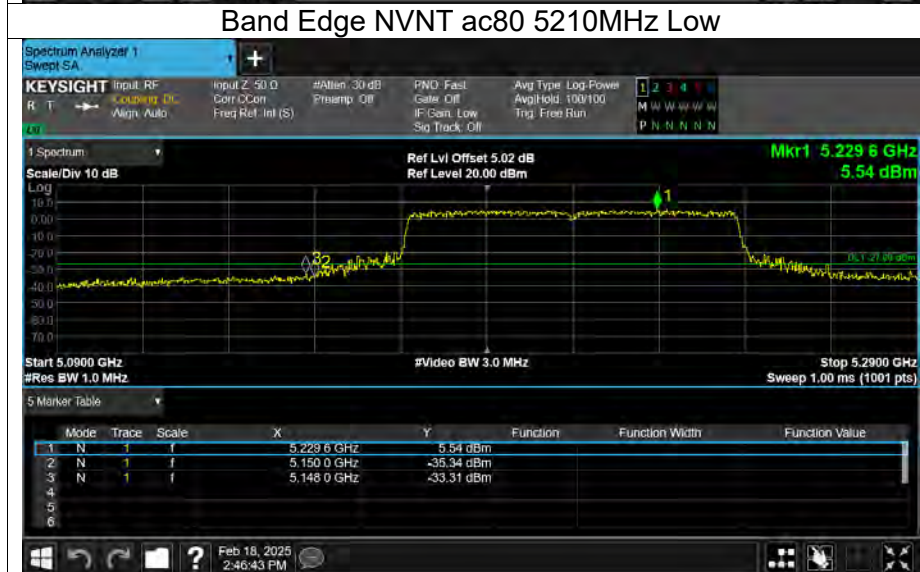 Band Edge NVNT ac80 5210MHz Low
Spectrum Analyzer 1
Swept SA
+
KEYSIGHT Input: RF Input Z: 50 Ω #Atten: 30 dB PNO: Fast Avg Type: Log-Power 1 2 3 4 5 6
R T Coupling: DC Corr CCorr Preamp: Off Gate: Off Avg|Hold: 100/100 M W W W W W
Align: Auto Freq Ref: Int (S) IF Gain: Low Trig: Free Run
Sig Track: Off P N N N N N
1 Spectrum
Ref Lvl Offset 5.02 dB Mkr1 5.229 6 GHz
Scale/Div 10 dB Ref Level 20.00 dBm 5.54 dBm
Log
10.0
0.00
-10.0
-20.0
-30.0
-40.0
-50.0
-60.0
-70.0
1
3
2
DL1 -27.00 dBm
Start 5.0900 GHz #Video BW 3.0 MHz Stop 5.2900 GHz
#Res BW 1.0 MHz Sweep 1.00 ms (1001 pts)
5 Marker Table
Mode Trace Scale X Y Function Function Width Function Value
1 N 1 f 5.229 6 GHz 5.54 dBm
2 N 1 f 5.150 0 GHz -35.34 dBm
3 N 1 f 5.148 0 GHz -33.31 dBm
4
5
6
? Feb 18, 2025
2:46:43 PM